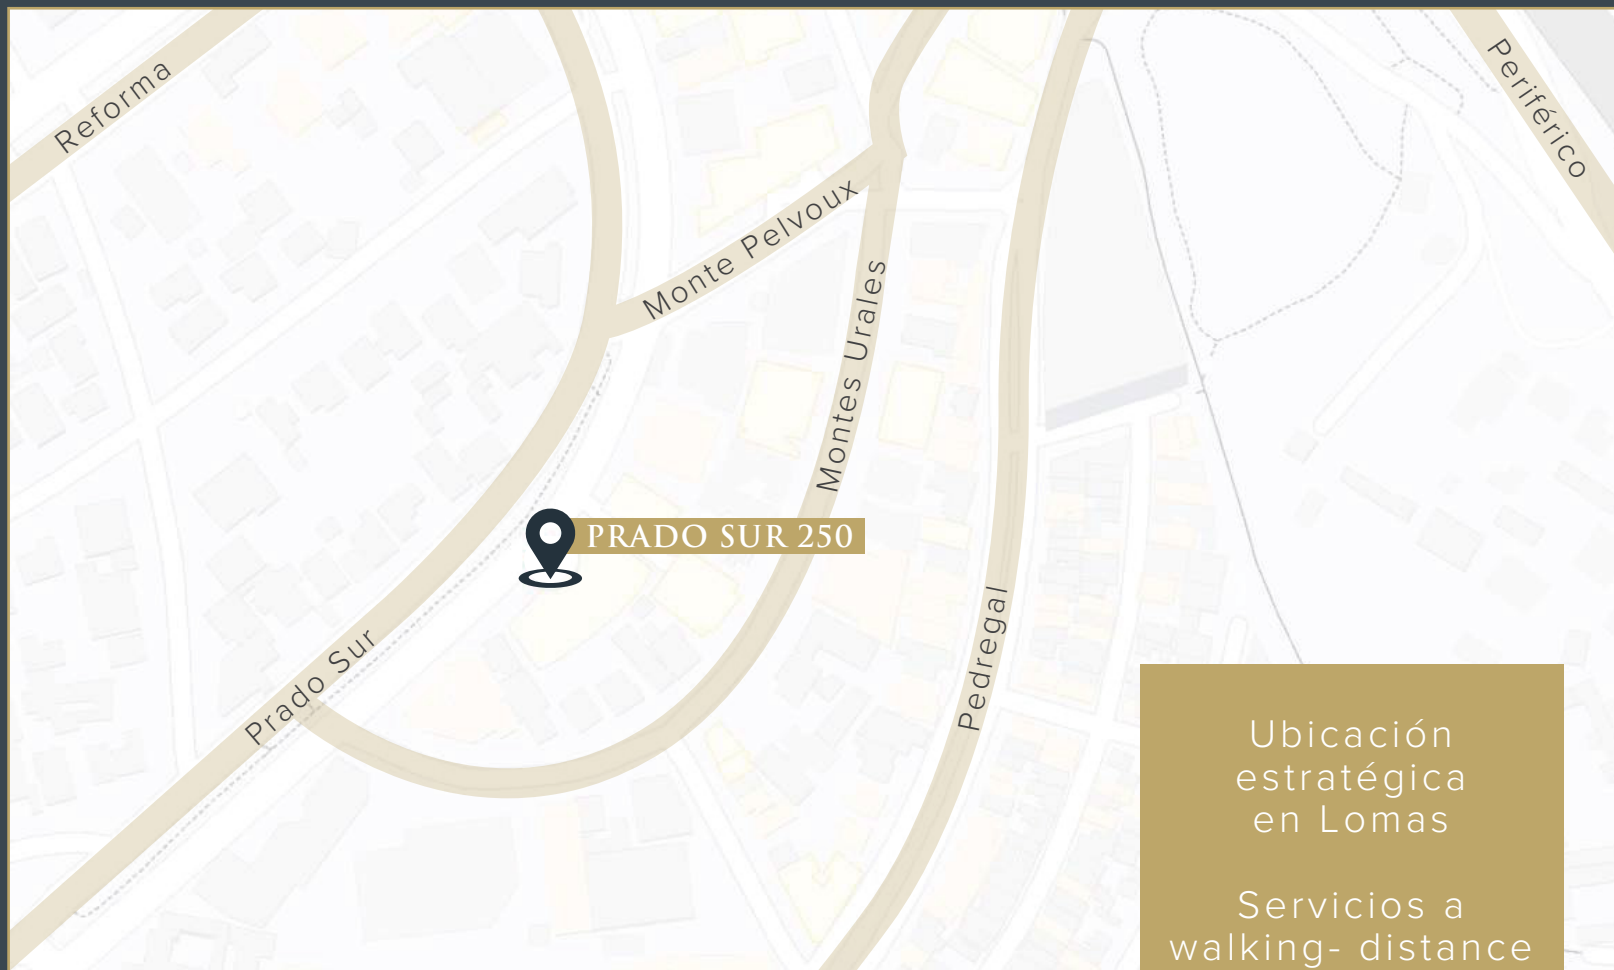 Reforma
Periférico
Monte Pelvoux
Montes Urales
PRADO SUR 250
Pedregal
Prado Sur
Ubicación
estratégica
en Lomas
Servicios a
walking- distance